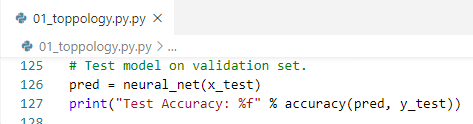 01_toppology.py.py
01_toppology.py.py > ...
125 # Test model on validation set.
126 pred = neural_net(x_test)
127 print("Test Accuracy: %f" % accuracy(pred, y_test))
128